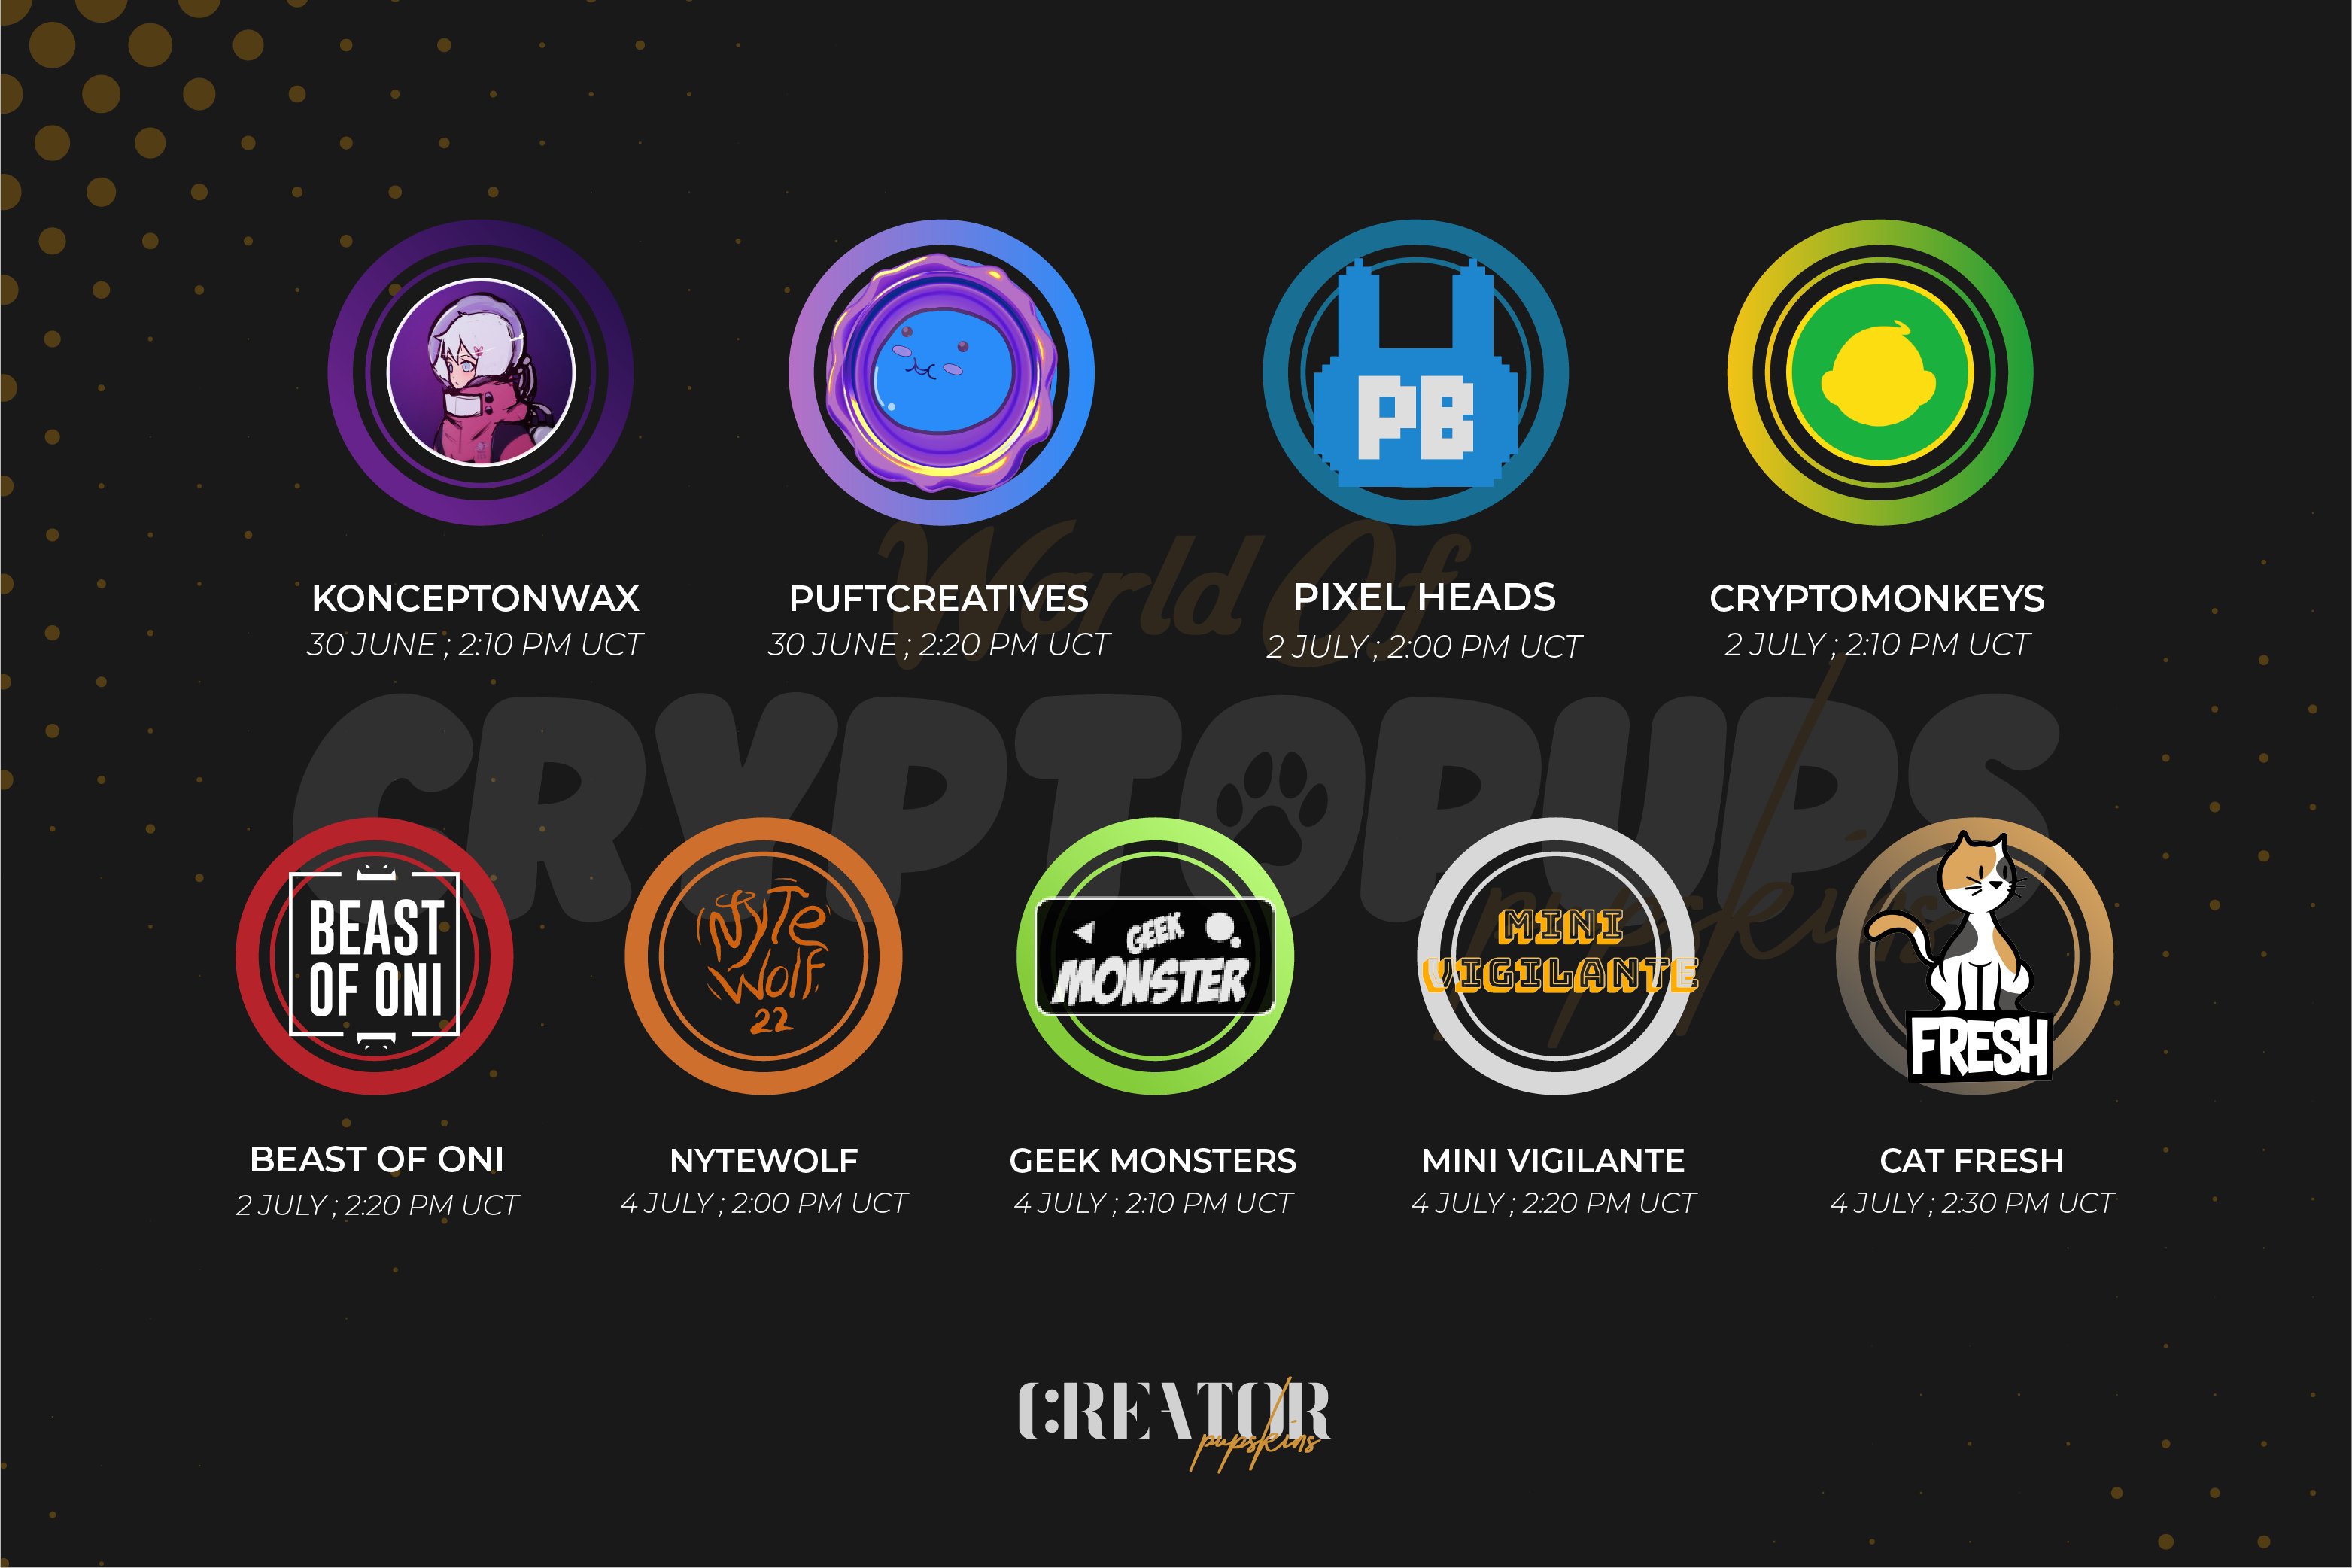 PB
KONCEPTONWAX
30 JUNE ; 2:10 PM UCT
PUFTCREATIVES
30 JUNE ; 2:20 PM UCT
PIXEL HEADS
2 JULY ; 2:00 PM UCT
CRYPTOMONKEYS
2 JULY ; 2:10 PM UCT
World Of
CRYPTOPUPS
pupskins
BEAST
OF ONI
NyTe
Wolf
22
GEEK
MONSTER
MINI
VIGILANTE
FRESH
BEAST OF ONI
2 JULY ; 2:20 PM UCT
NYTEWOLF
4 JULY ; 2:00 PM UCT
GEEK MONSTERS
4 JULY ; 2:10 PM UCT
MINI VIGILANTE
4 JULY ; 2:20 PM UCT
CAT FRESH
4 JULY ; 2:30 PM UCT
CREATOR
pupskins